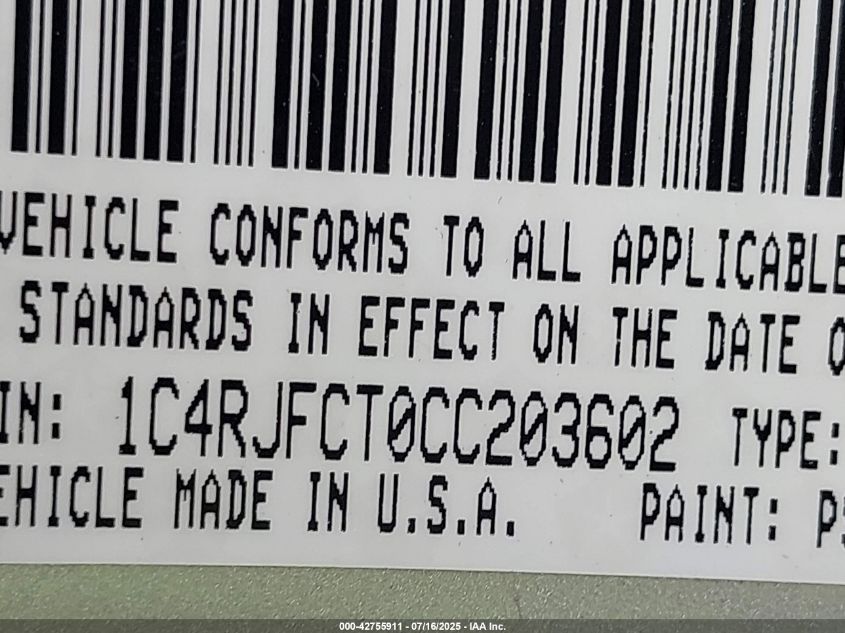 VEHICLE CONFORMS TO ALL APPLICABLE
STANDARDS IN EFFECT ON THE DATE O
IN: 1C4RJFCT0CC203602 TYPE:
EHICLE MADE IN U.S.A. PAINT: PS
000-42755911 - 07/16/2025 - IAA Inc.